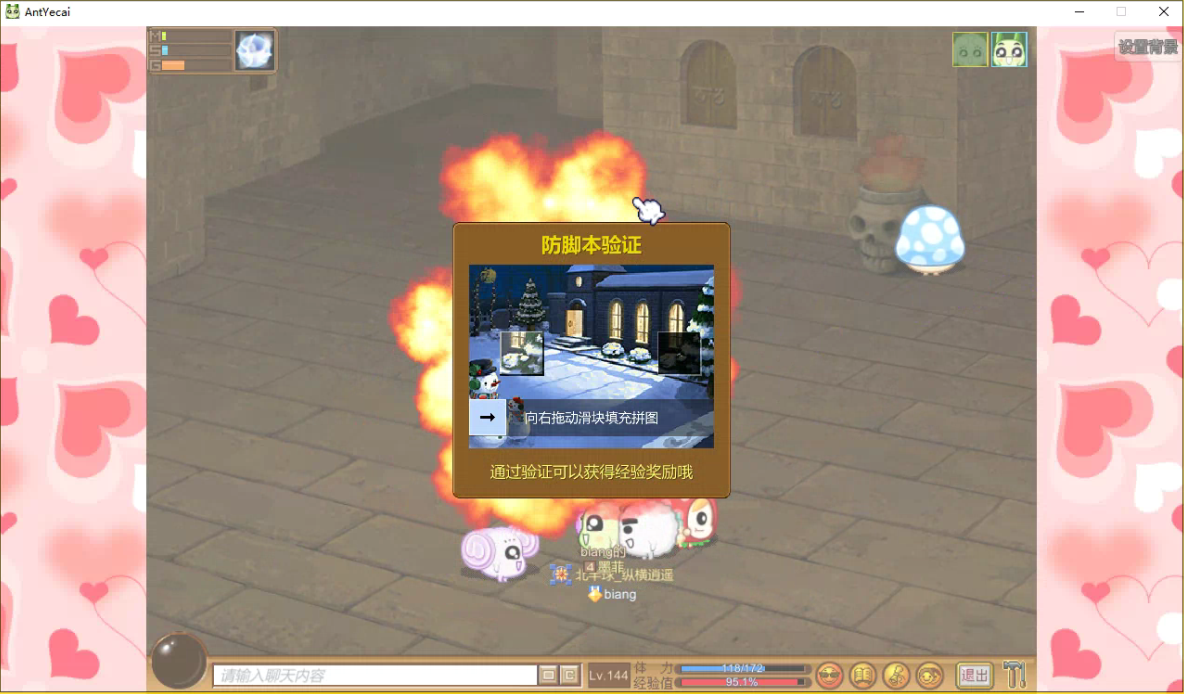 AntYecai
M
S
G
设置背景
防脚本验证
向右拖动滑块填充拼图
通过验证可以获得经验奖励哦
biang的
4 墨菲
北半球_纵横逍遥
biang
请输入聊天内容
C
Lv.144
体 力
118/172
经验值
95.1%
退出